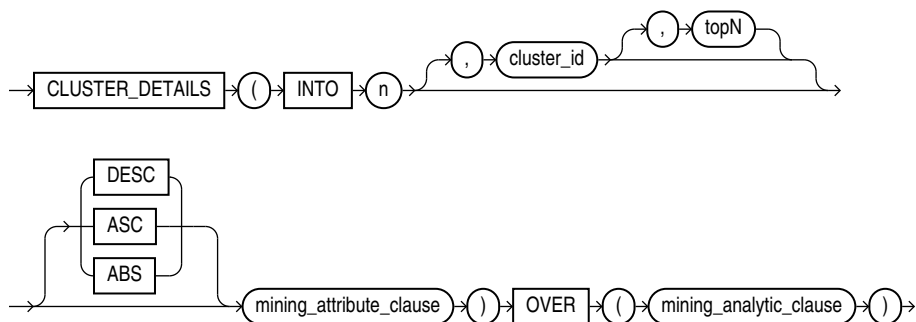 , topN
, cluster_id
CLUSTER_DETAILS ( INTO n
DESC
ASC
ABS
mining_attribute_clause ) OVER ( mining_analytic_clause )